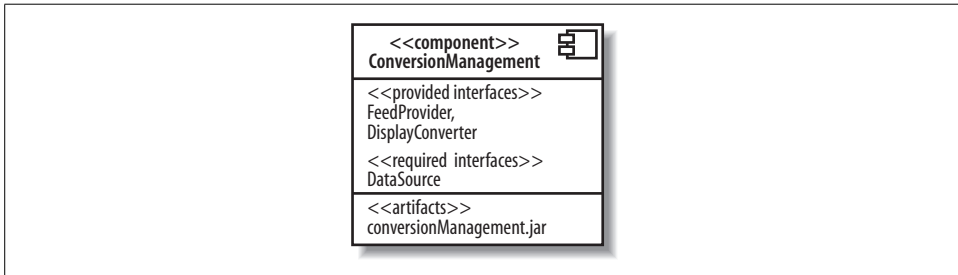 <<component>>
ConversionManagement
<<provided interfaces>>
FeedProvider,
DisplayConverter
<<required interfaces>>
DataSource
<<artifacts>>
conversionManagement.jar